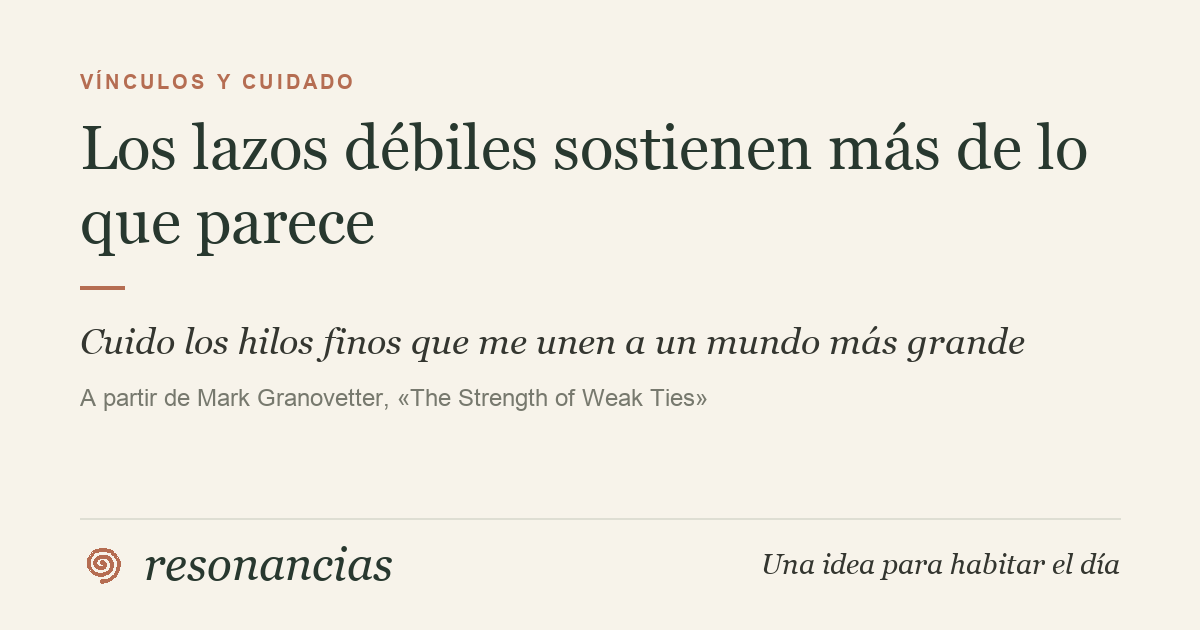 VÍNCULOS Y CUIDADO
Los lazos débiles sostienen más de lo
que parece
Cuido los hilos finos que me unen a un mundo más grande
A partir de Mark Granovetter, «The Strength of Weak Ties»
resonancias
Una idea para habitar el día